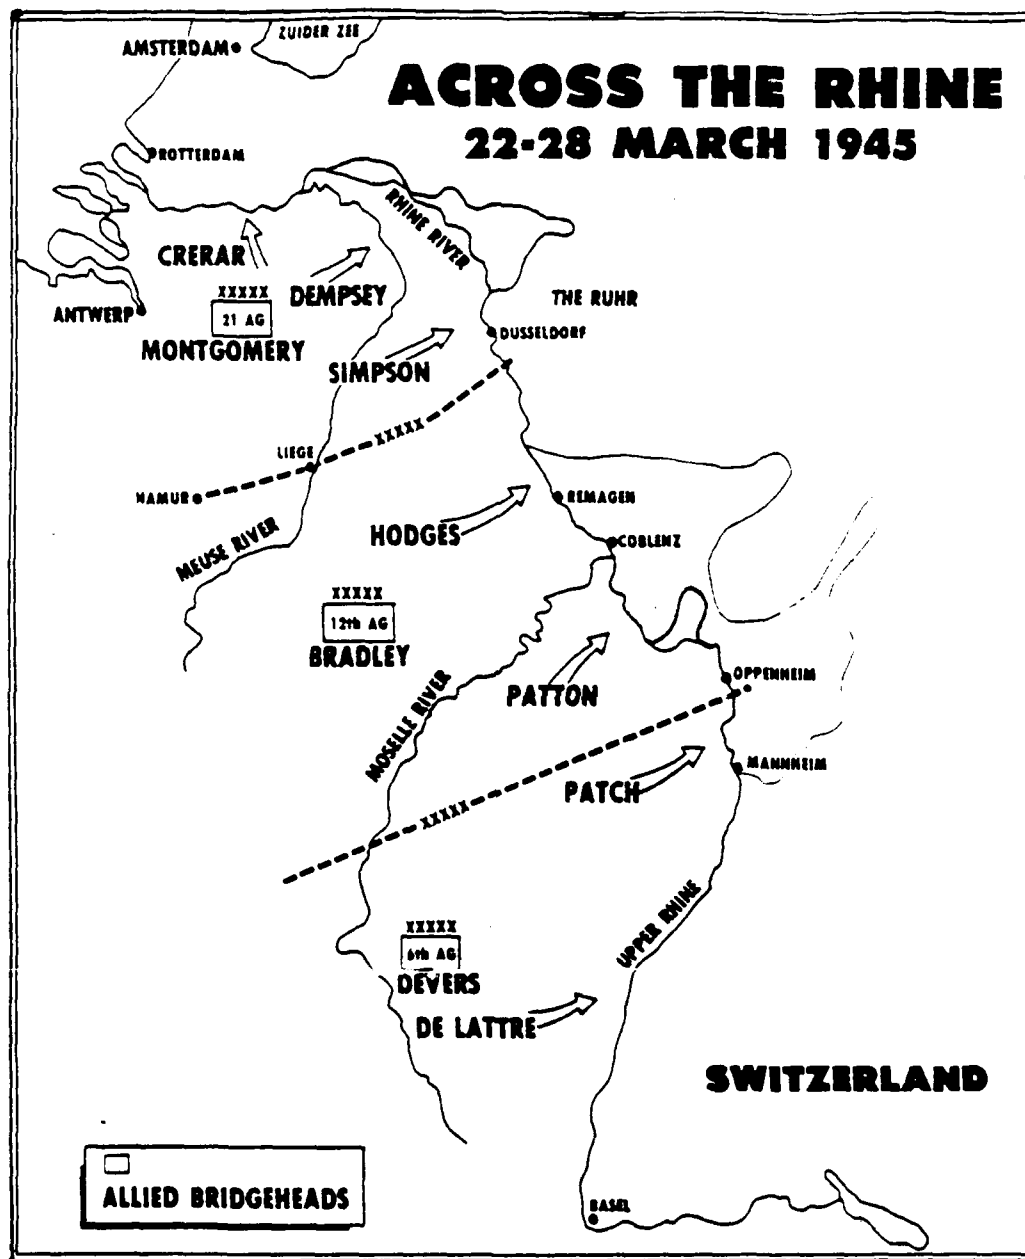 AMSTERDAM
ZUIDER ZEE
ACROSS THE RHINE
22-28 MARCH 1945
ROTTERDAM
RHINE RIVER
CRERAR
XXXXX
21 AG
MONTGOMERY
DEMPSEY
ANTWERP
THE RUHR
DUSSELDORF
SIMPSON
XXXXX
LIEGE
NAMUR
MEUSE RIVER
HODGES
REMAGEN
COBLENZ
XXXXX
12th AG
BRADLEY
PATTON
MOSELLE RIVER
OPPENHEIM
MANNHEIM
PATCH
XXXXX
UPPER RHINE
XXXXX
6th AG
DEVERS
DE LATTRE
SWITZERLAND
ALLIED BRIDGEHEADS
BASEL